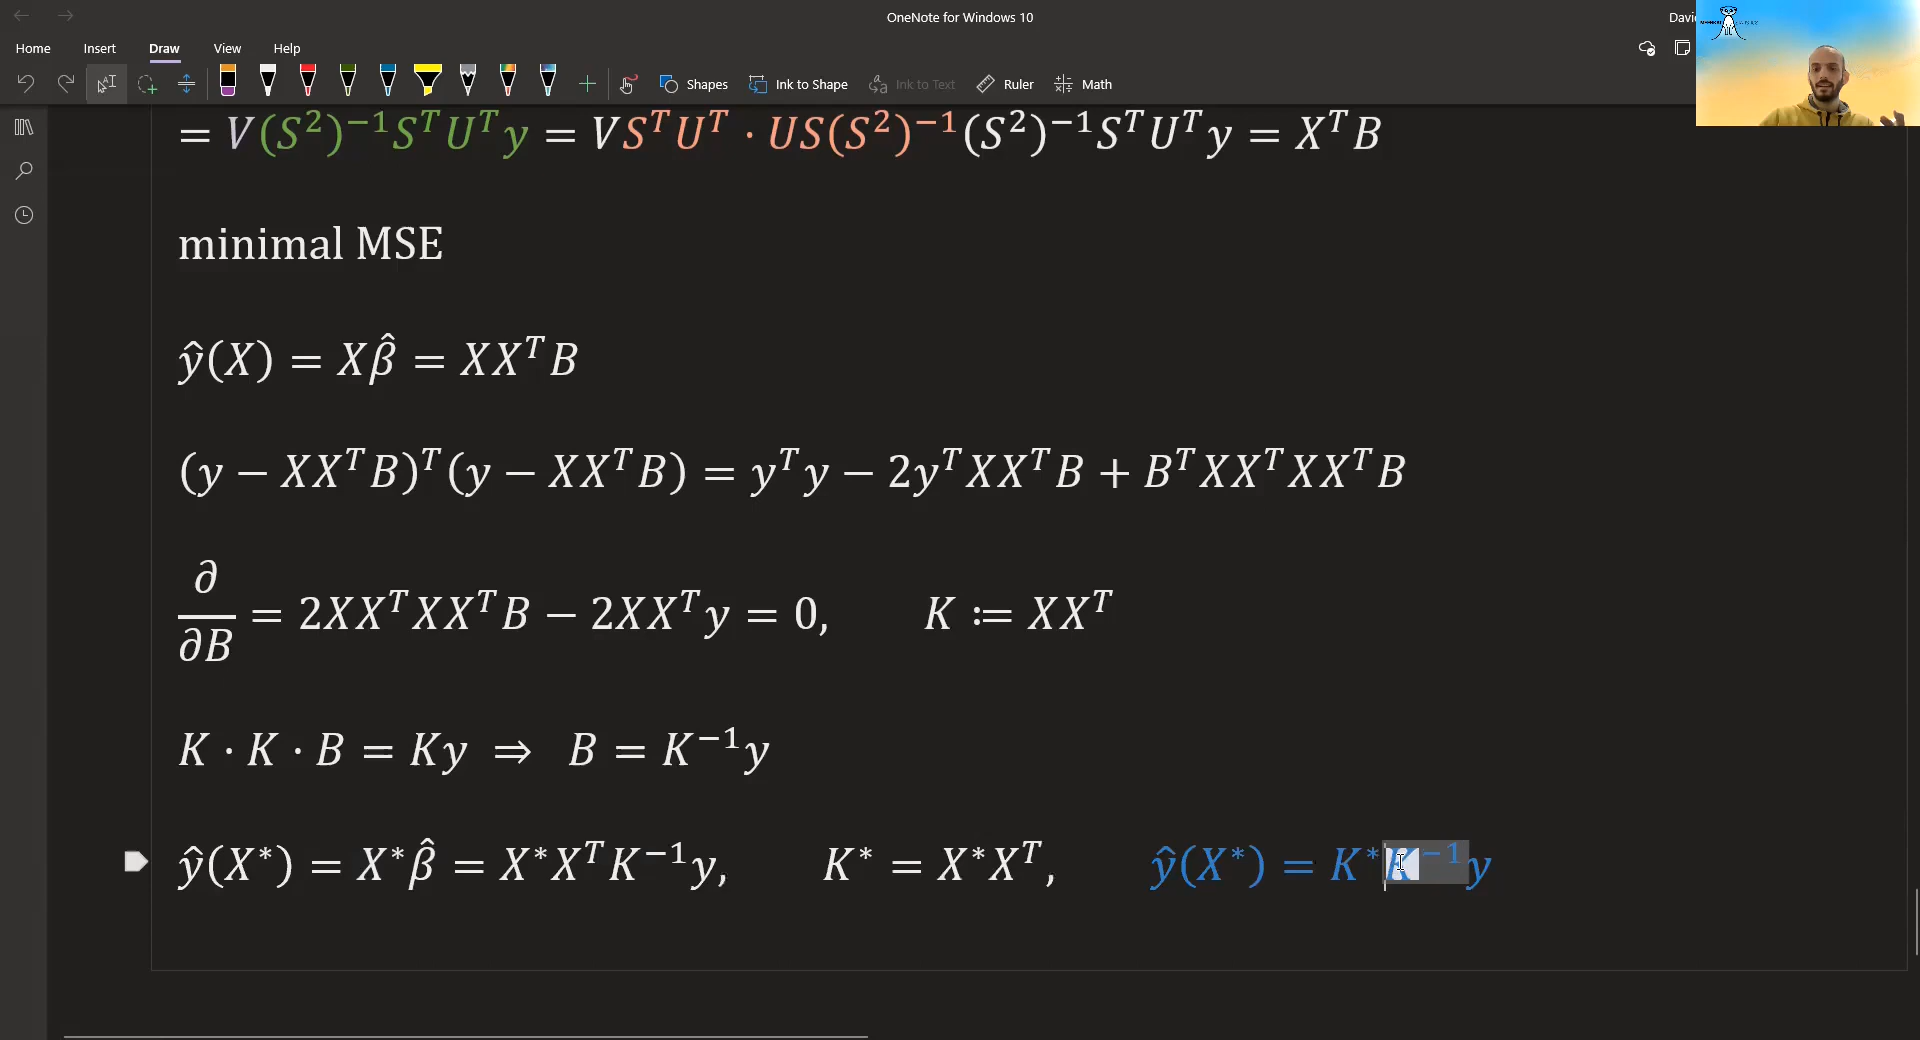 OneNote for Windows 10
Home Insert Draw View Help
Shapes Ink to Shape Ink to Text Ruler Math
= V(S²)⁻¹SᵀUᵀy = VSᵀUᵀ · US(S²)⁻¹(S²)⁻¹SᵀUᵀy = XᵀB
minimal MSE
ŷ(X) = Xβ̂ = XXᵀB
(y − XXᵀB)ᵀ(y − XXᵀB) = yᵀy − 2yᵀXXᵀB + BᵀXXᵀXXᵀB
∂/∂B = 2XXᵀXXᵀB − 2XXᵀy = 0, K ≔ XXᵀ
K · K · B = Ky ⇒ B = K⁻¹y
ŷ(X*) = X*β̂ = X*XᵀK⁻¹y, K* = X*Xᵀ, ŷ(X*) = K*K⁻¹y